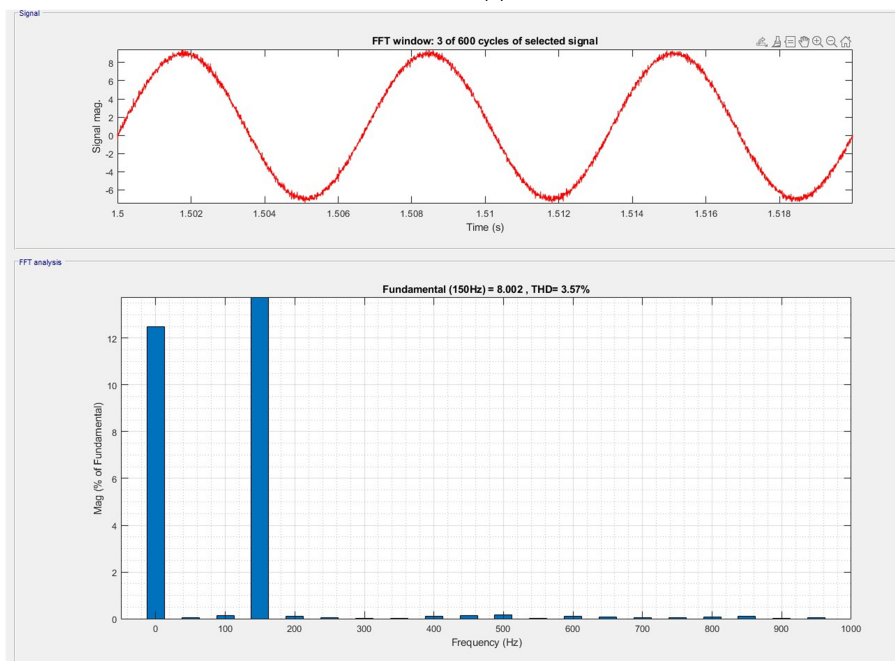 Signal
FFT window: 3 of 600 cycles of selected signal
Signal mag.
8
6
4
2
0
-2
-4
-6
1.5 1.502 1.504 1.506 1.508 1.51 1.512 1.514 1.516 1.518
Time (s)
FFT analysis
Fundamental (150Hz) = 8.002 , THD= 3.57%
Mag (% of Fundamental)
12
10
8
6
4
2
0
0 100 200 300 400 500 600 700 800 900 1000
Frequency (Hz)